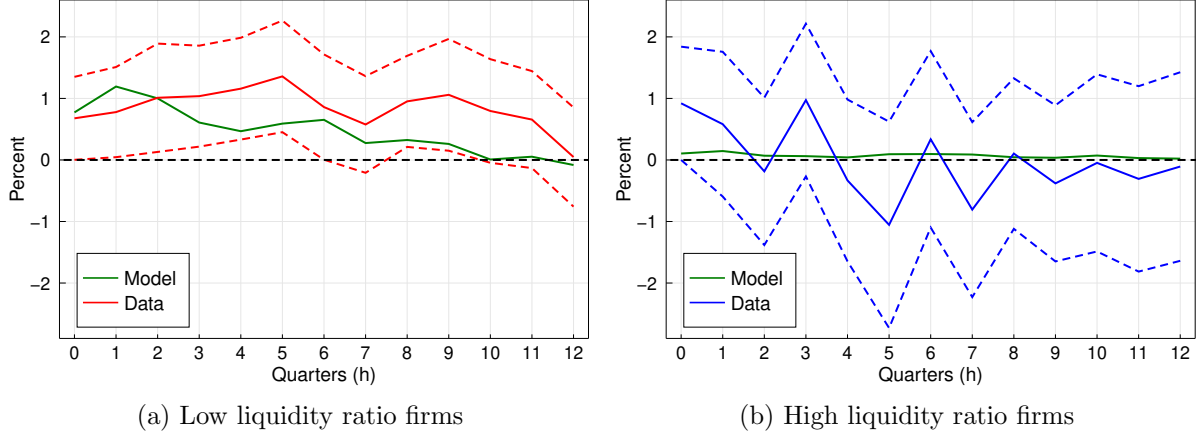 2
1
0
−1
−2
Percent
Model
Data
0 1 2 3 4 5 6 7 8 9 10 11 12
Quarters (h)
(a) Low liquidity ratio firms
2
1
0
−1
−2
Percent
Model
Data
0 1 2 3 4 5 6 7 8 9 10 11 12
Quarters (h)
(b) High liquidity ratio firms